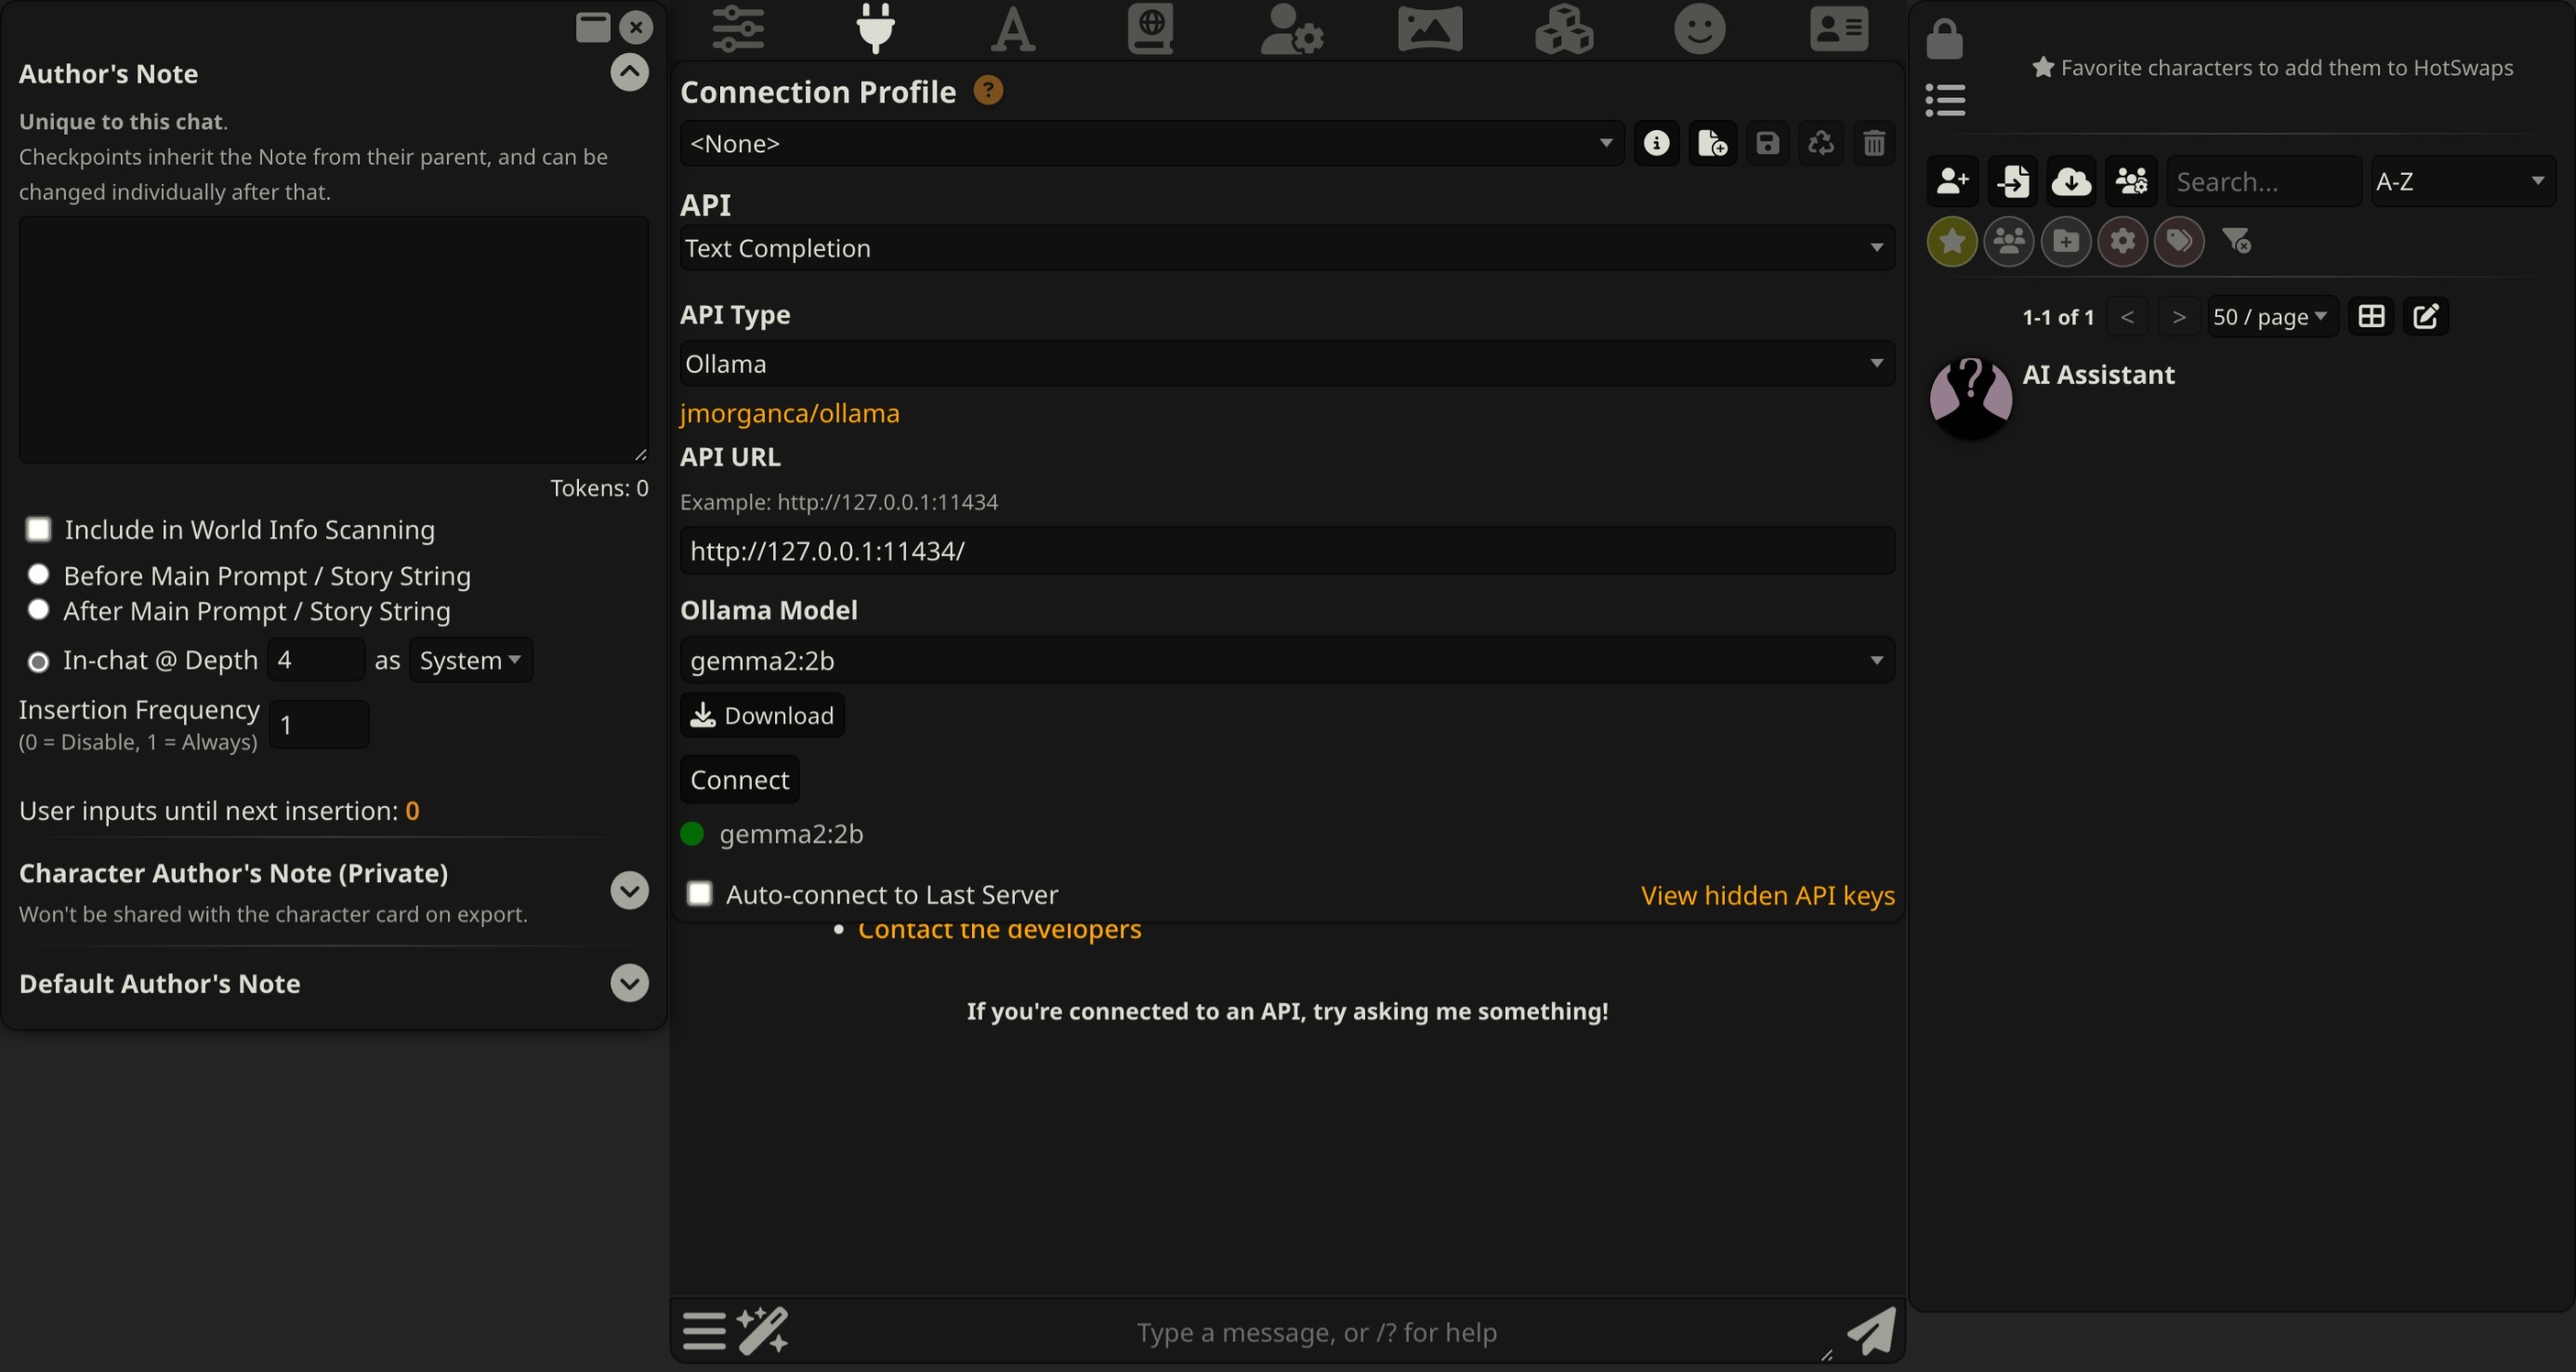 Author's Note
Unique to this chat.
Checkpoints inherit the Note from their parent, and can be
changed individually after that.
Tokens: 0
Include in World Info Scanning
Before Main Prompt / Story String
After Main Prompt / Story String
In-chat @ Depth 4 as System
Insertion Frequency 1
(0 = Disable, 1 = Always)
User inputs until next insertion: 0
Character Author's Note (Private)
Won't be shared with the character card on export.
Default Author's Note
Connection Profile ?
<None>
API
Text Completion
API Type
Ollama
jmorganca/ollama
API URL
Example: http://127.0.0.1:11434
http://127.0.0.1:11434/
Ollama Model
gemma2:2b
Download
Connect
gemma2:2b
Auto-connect to Last Server View hidden API keys
• Contact the developers
If you're connected to an API, try asking me something!
Type a message, or /? for help
Favorite characters to add them to HotSwaps
Search... A-Z
1-1 of 1 < > 50 / page
AI Assistant